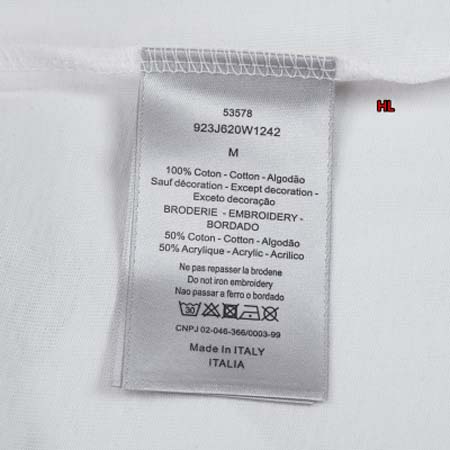 53578
923J620W1242
M
100% Coton - Cotton - Algodão
Sauf décoration - Except decoration -
Exceto decoração
BRODERIE - EMBROIDERY -
BORDADO
50% Coton - Cotton - Algodão
50% Acrylique - Acrylic - Acrilico
Ne pas repasser la broderie
Do not iron embroidery
Nao passar a ferro o bordado
30
CNPJ 02-046-366/0003-99
Made In ITALY
ITALIA
HL